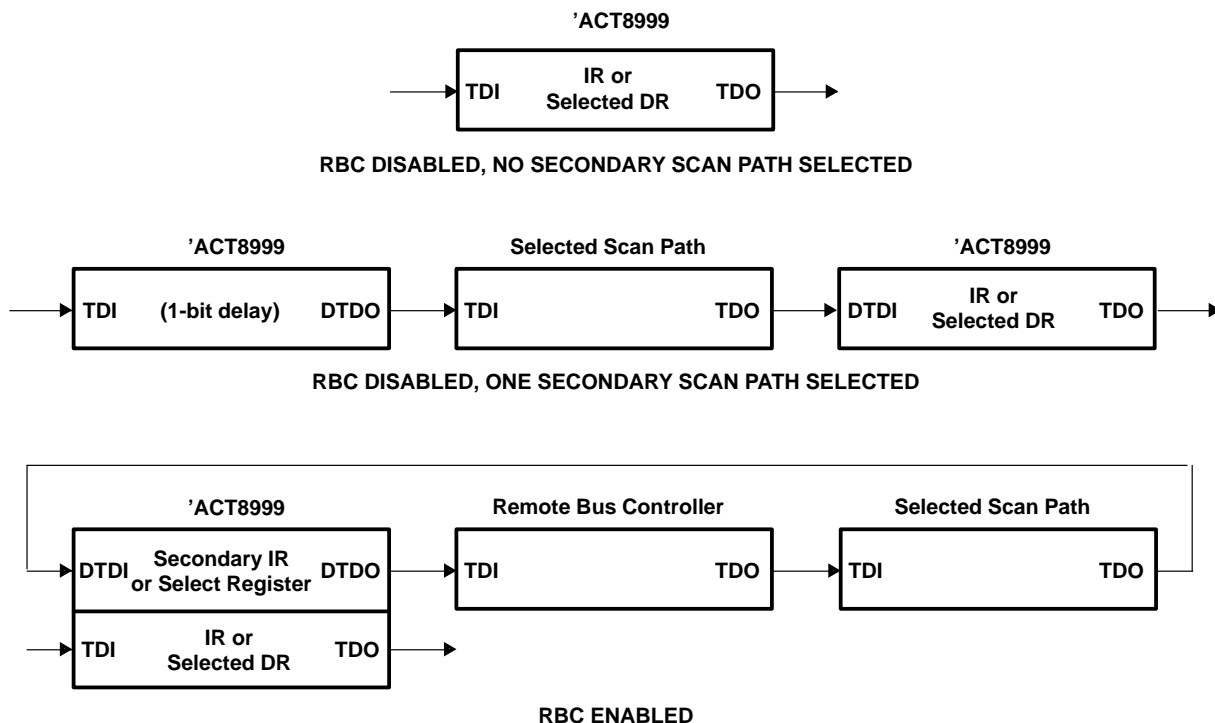 'ACT8999
TDI IR or Selected DR TDO
RBC DISABLED, NO SECONDARY SCAN PATH SELECTED
'ACT8999 Selected Scan Path 'ACT8999
TDI (1-bit delay) DTDO TDI TDO DTDI IR or Selected DR TDO
RBC DISABLED, ONE SECONDARY SCAN PATH SELECTED
'ACT8999 Remote Bus Controller Selected Scan Path
DTDI Secondary IR or Select Register DTDO TDI TDO TDI TDO
TDI IR or Selected DR TDO
RBC ENABLED